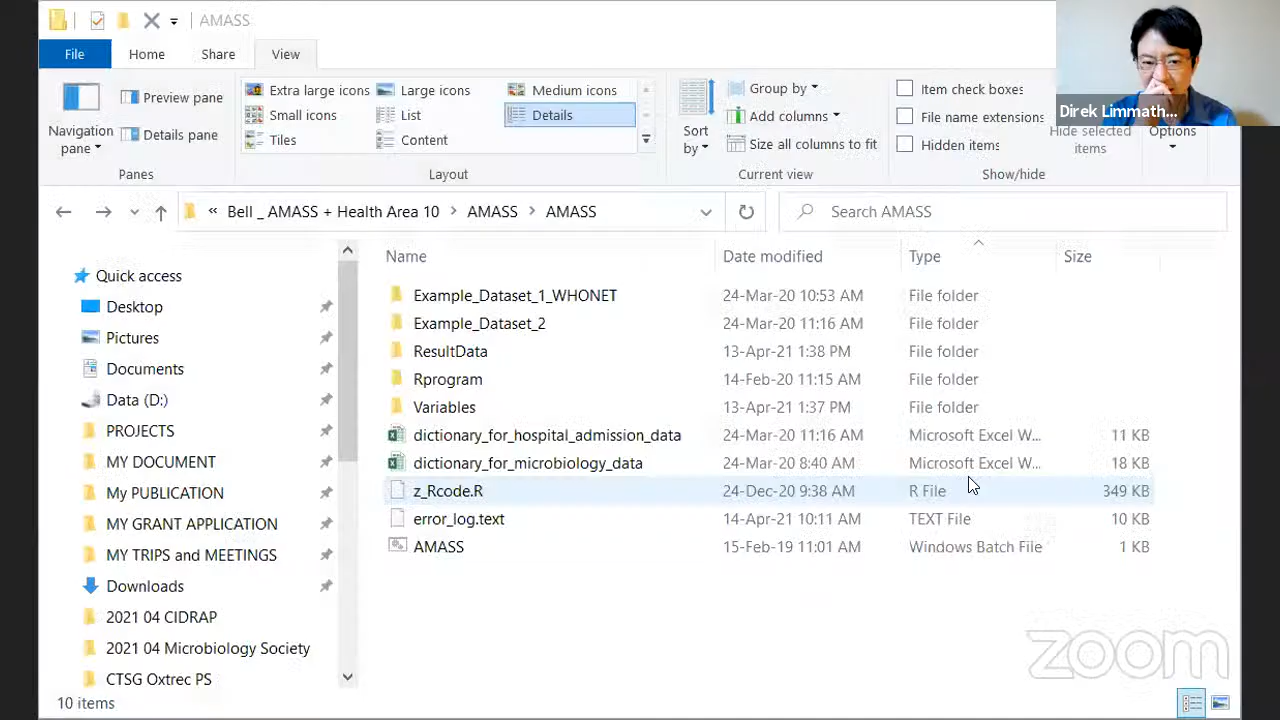 AMASS
File Home Share View
Navigation pane
Preview pane
Details pane
Panes
Extra large icons Large icons Medium icons
Small icons List Details
Tiles Content
Layout
Sort by
Group by
Add columns
Size all columns to fit
Current view
Item check boxes
File name extensions
Hidden items
Hide selected items
Show/hide
Options
Direk Limmath...
« Bell _ AMASS + Health Area 10 > AMASS > AMASS
Search AMASS
Quick access
Desktop
Pictures
Documents
Data (D:)
PROJECTS
MY DOCUMENT
My PUBLICATION
MY GRANT APPLICATION
MY TRIPS and MEETINGS
Downloads
2021 04 CIDRAP
2021 04 Microbiology Society
CTSG Oxtrec PS
Name Date modified Type Size
Example_Dataset_1_WHONET 24-Mar-20 10:53 AM File folder
Example_Dataset_2 24-Mar-20 11:16 AM File folder
ResultData 13-Apr-21 1:38 PM File folder
Rprogram 14-Feb-20 11:15 AM File folder
Variables 13-Apr-21 1:37 PM File folder
dictionary_for_hospital_admission_data 24-Mar-20 11:16 AM Microsoft Excel W... 11 KB
dictionary_for_microbiology_data 24-Mar-20 8:40 AM Microsoft Excel W... 18 KB
z_Rcode.R 24-Dec-20 9:38 AM R File 349 KB
error_log.text 14-Apr-21 10:11 AM TEXT File 10 KB
AMASS 15-Feb-19 11:01 AM Windows Batch File 1 KB
10 items
zoom